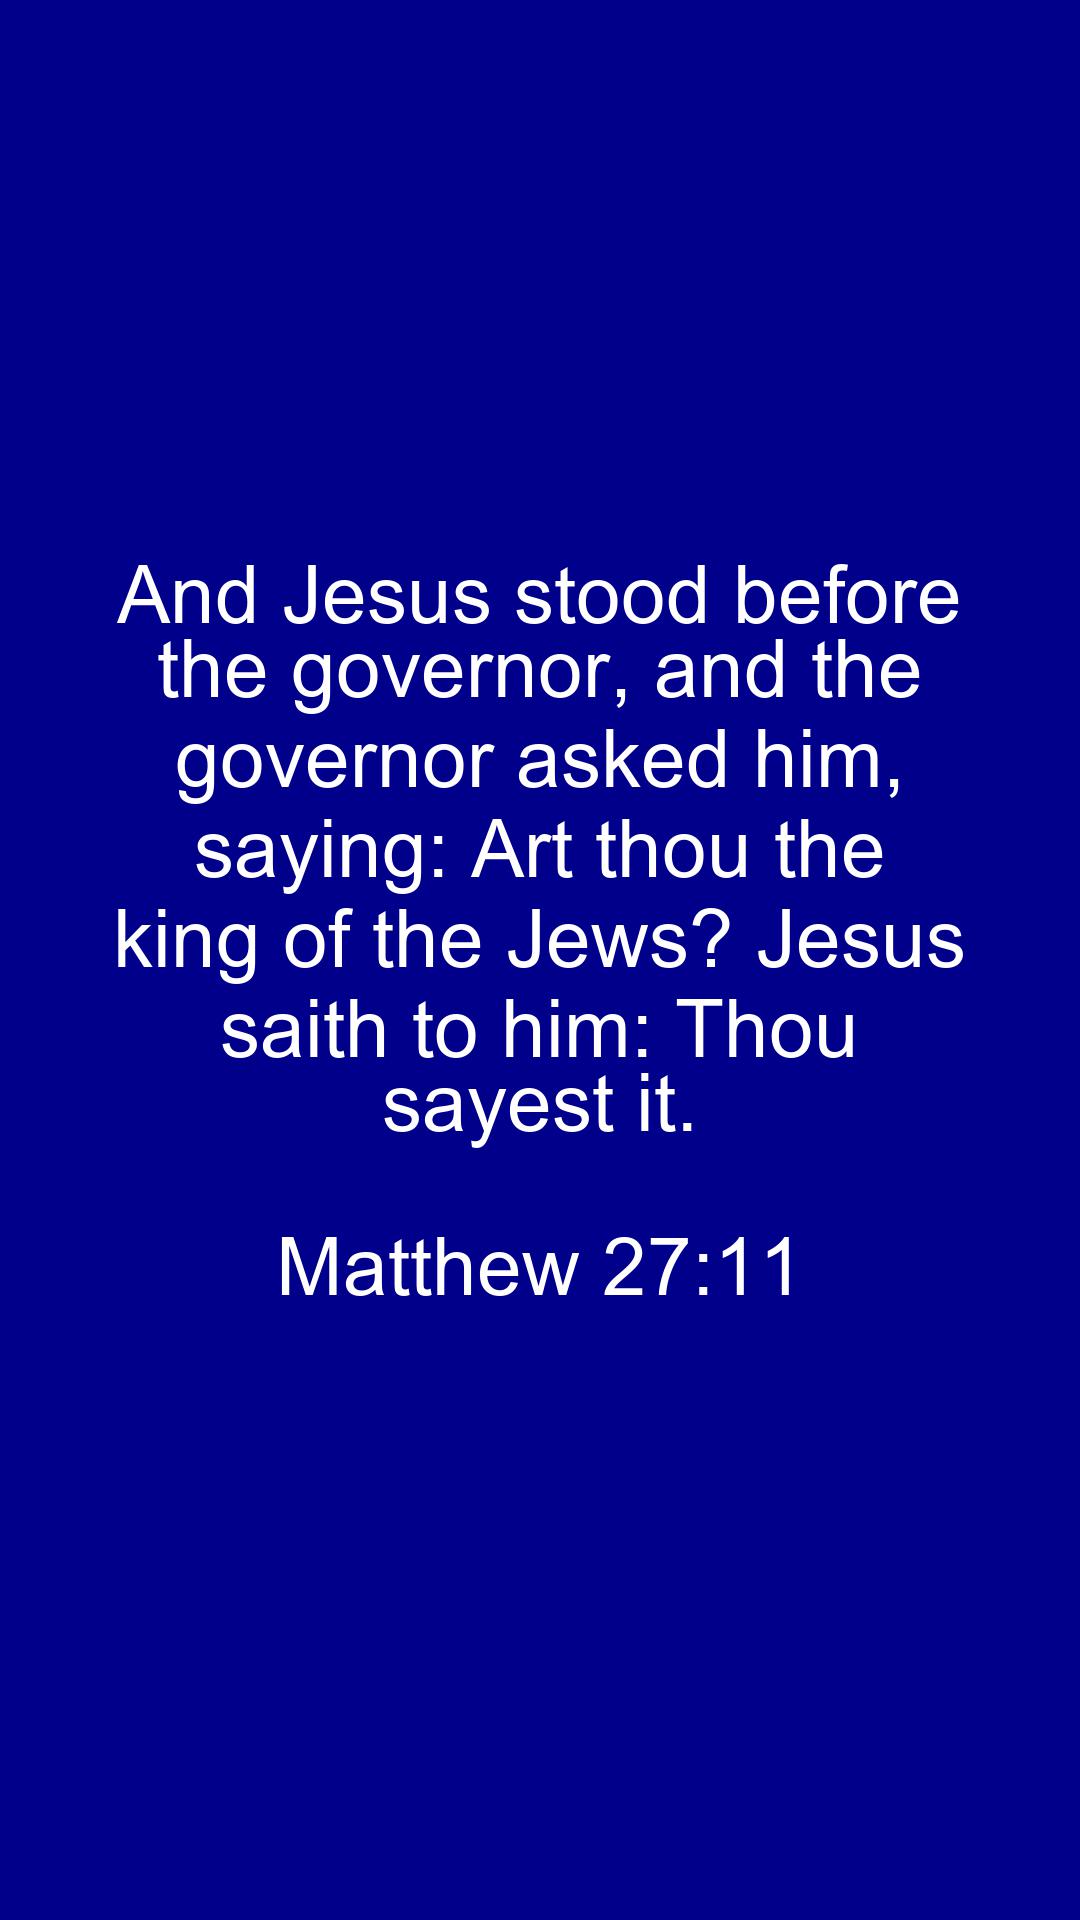 And Jesus stood before
the governor, and the
governor asked him,
saying: Art thou the
king of the Jews? Jesus
saith to him: Thou
sayest it.
Matthew 27:11